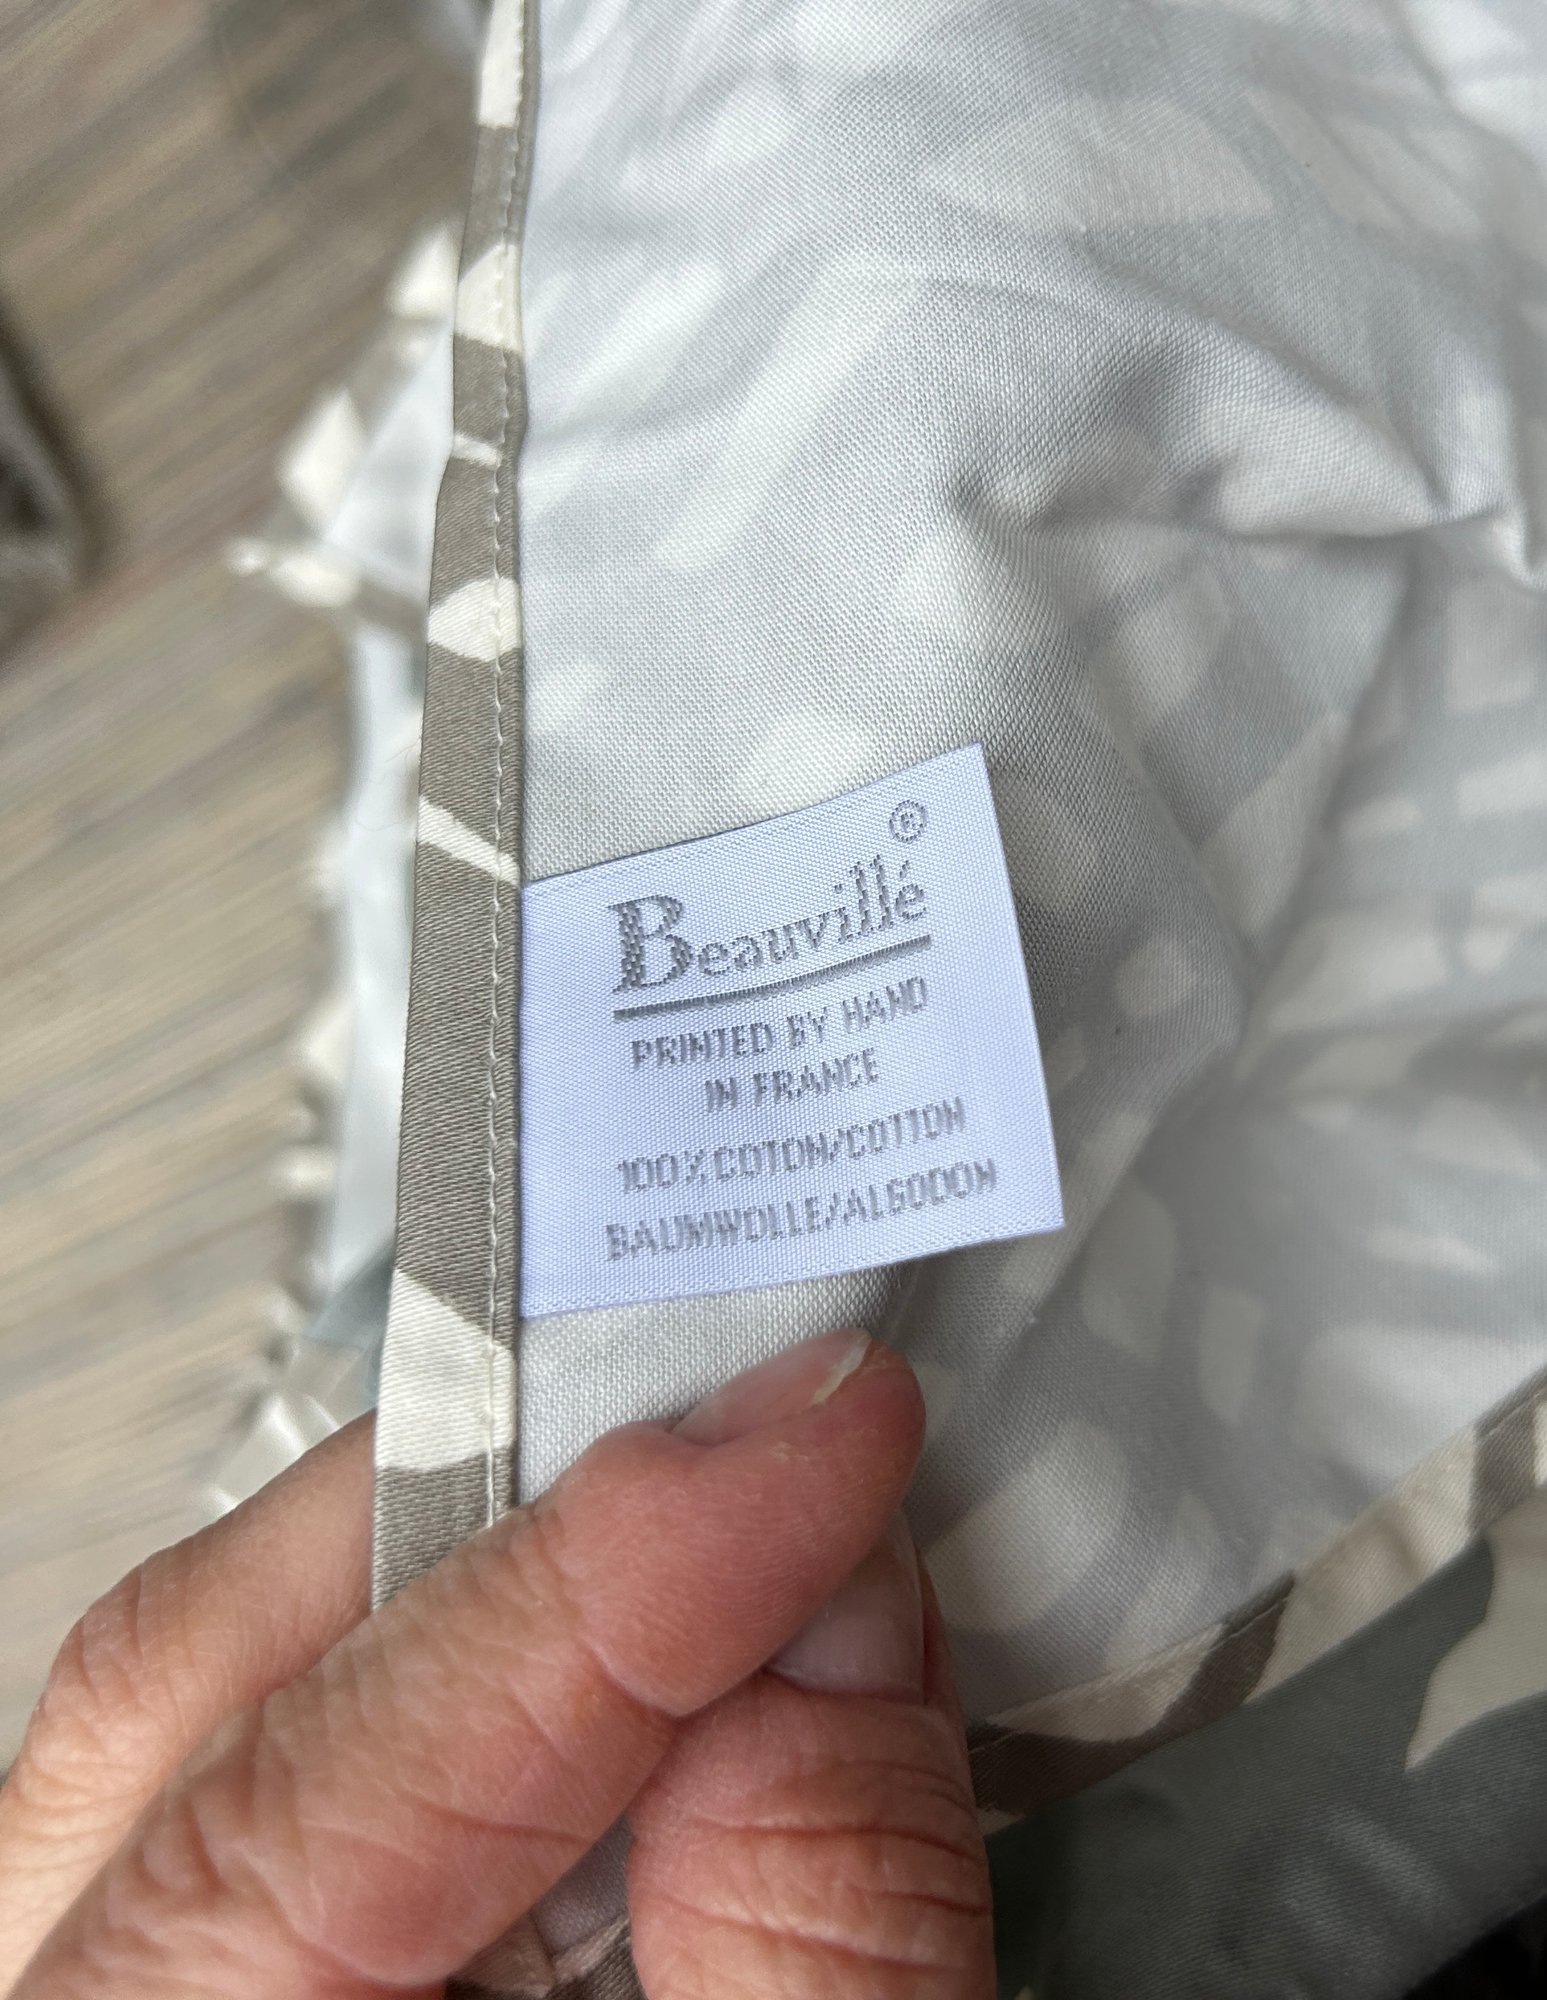 Beauvillé®
PRINTED BY HAND
IN FRANCE
100% COTON/COTTON
BAUMWOLLE/ALGODON